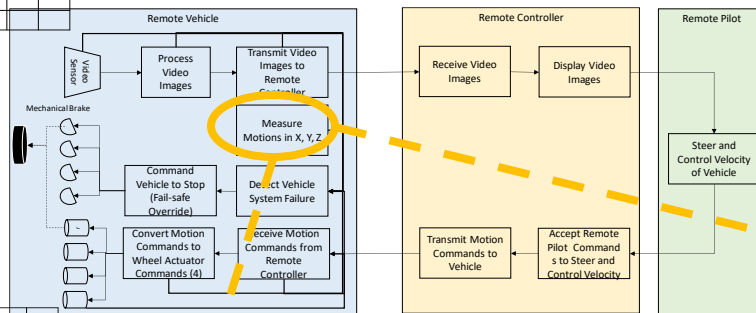 Remote Vehicle
Video
Sensor
Process
Video
Images
Transmit Video
Images to
Remote
Controller
Mechanical Brake
Measure
Motions in X, Y, Z
Command
Vehicle to Stop
(Fail-safe
Override)
Detect Vehicle
System Failure
Convert Motion
Commands to
Wheel Actuator
Commands (4)
Receive Motion
Commands from
Remote
Controller
Remote Controller
Receive Video
Images
Display Video
Images
Transmit Motion
Commands to
Vehicle
Accept Remote
Pilot Command
s to Steer and
Control Velocity
Remote Pilot
Steer and
Control Velocity
of Vehicle